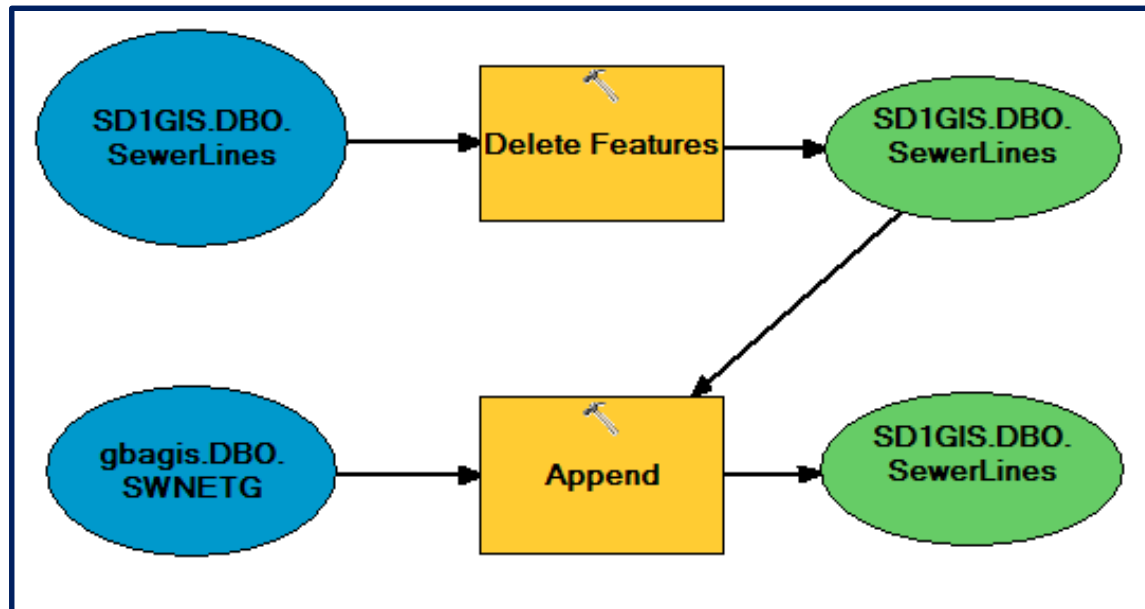 SD1GIS.DBO.
SewerLines
Delete Features
SD1GIS.DBO.
SewerLines
gbagis.DBO.
SWNETG
Append
SD1GIS.DBO.
SewerLines